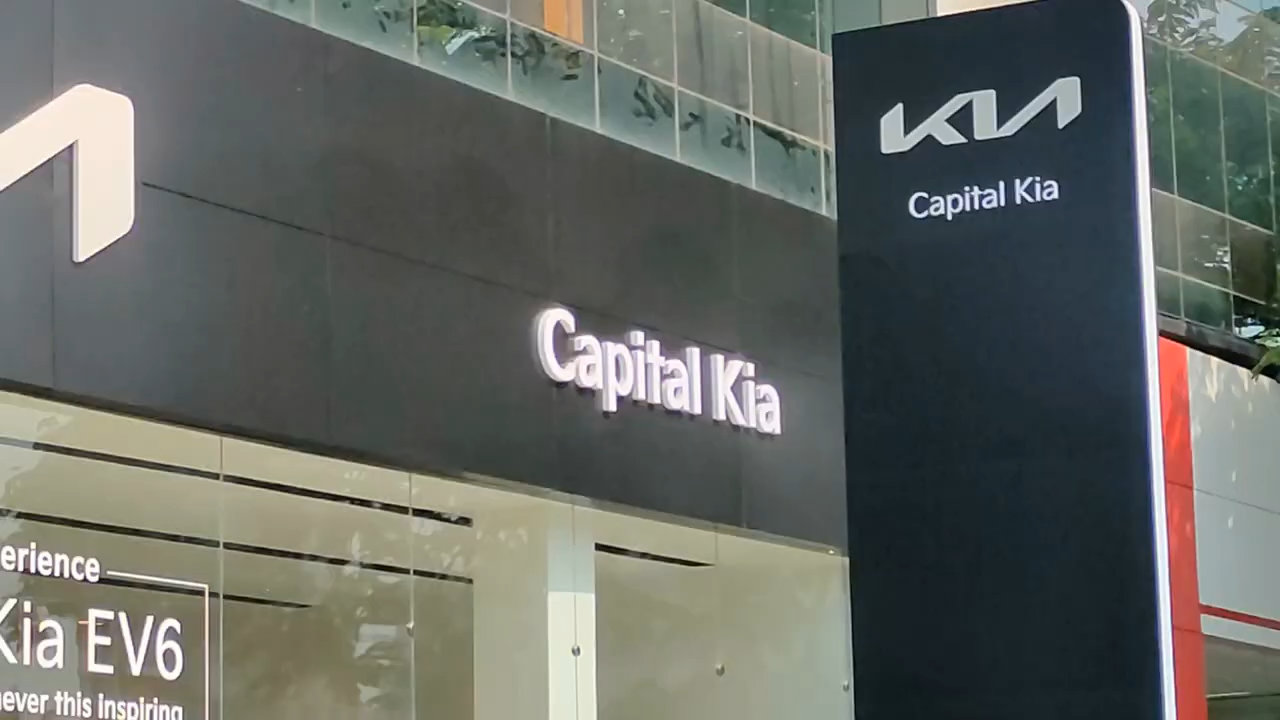 KIA
Capital Kia
Capital Kia
erience
Kia EV6
never this Inspiring